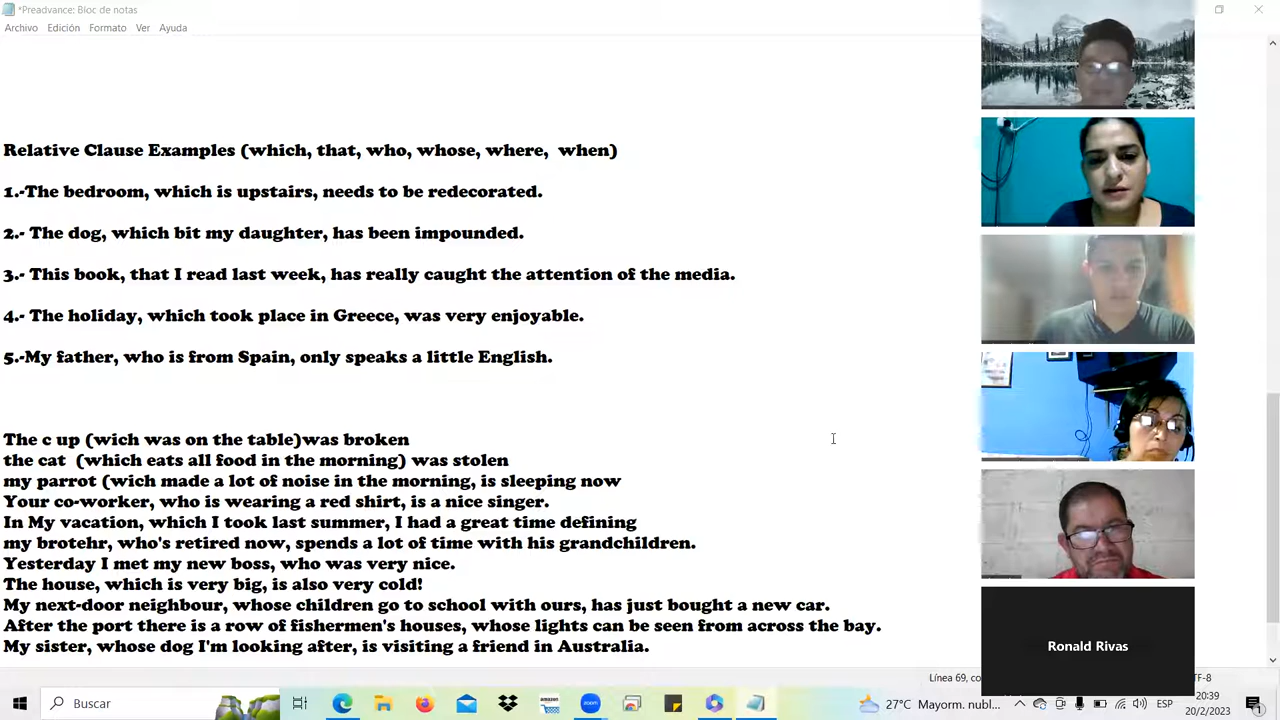 *Preadvance: Bloc de notas
Archivo Edición Formato Ver Ayuda
Relative Clause Examples (which, that, who, whose, where,  when)
1.-The bedroom, which is upstairs, needs to be redecorated.
2.- The dog, which bit my daughter, has been impounded.
3.- This book, that I read last week, has really caught the attention of the media.
4.- The holiday, which took place in Greece, was very enjoyable.
5.-My father, who is from Spain, only speaks a little English.
The c up (wich was on the table)was broken
the cat  (which eats all food in the morning) was stolen
my parrot (wich made a lot of noise in the morning, is sleeping now
Your co-worker, who is wearing a red shirt, is a nice singer.
In My vacation, which I took last summer, I had a great time defining
my brotehr, who's retired now, spends a lot of time with his grandchildren.
Yesterday I met my new boss, who was very nice.
The house, which is very big, is also very cold!
My next-door neighbour, whose children go to school with ours, has just bought a new car.
After the port there is a row of fishermen's houses, whose lights can be seen from across the bay.
My sister, whose dog I'm looking after, is visiting a friend in Australia.
Ronald Rivas
Línea 69, co
TF-8
Buscar
amazon
zoom
27°C Mayorm. nubl...
ESP
20:39
20/2/2023
1